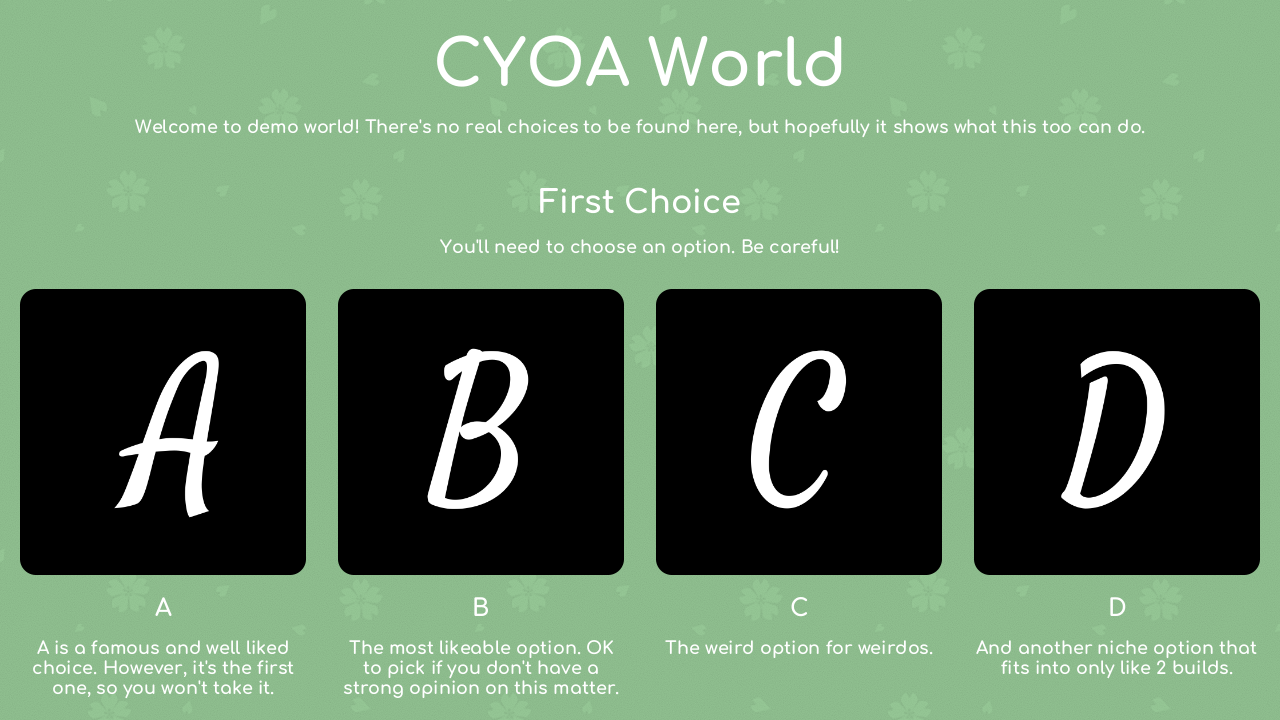 CYOA World
Welcome to demo world! There's no real choices to be found here, but hopefully it shows what this too can do.
First Choice
You'll need to choose an option. Be careful!
A
B
C
D
A
A is a famous and well liked
choice. However, it's the first
one, so you won't take it.
B
The most likeable option. OK
to pick if you don't have a
strong opinion on this matter.
C
The weird option for weirdos.
D
And another niche option that
fits into only like 2 builds.